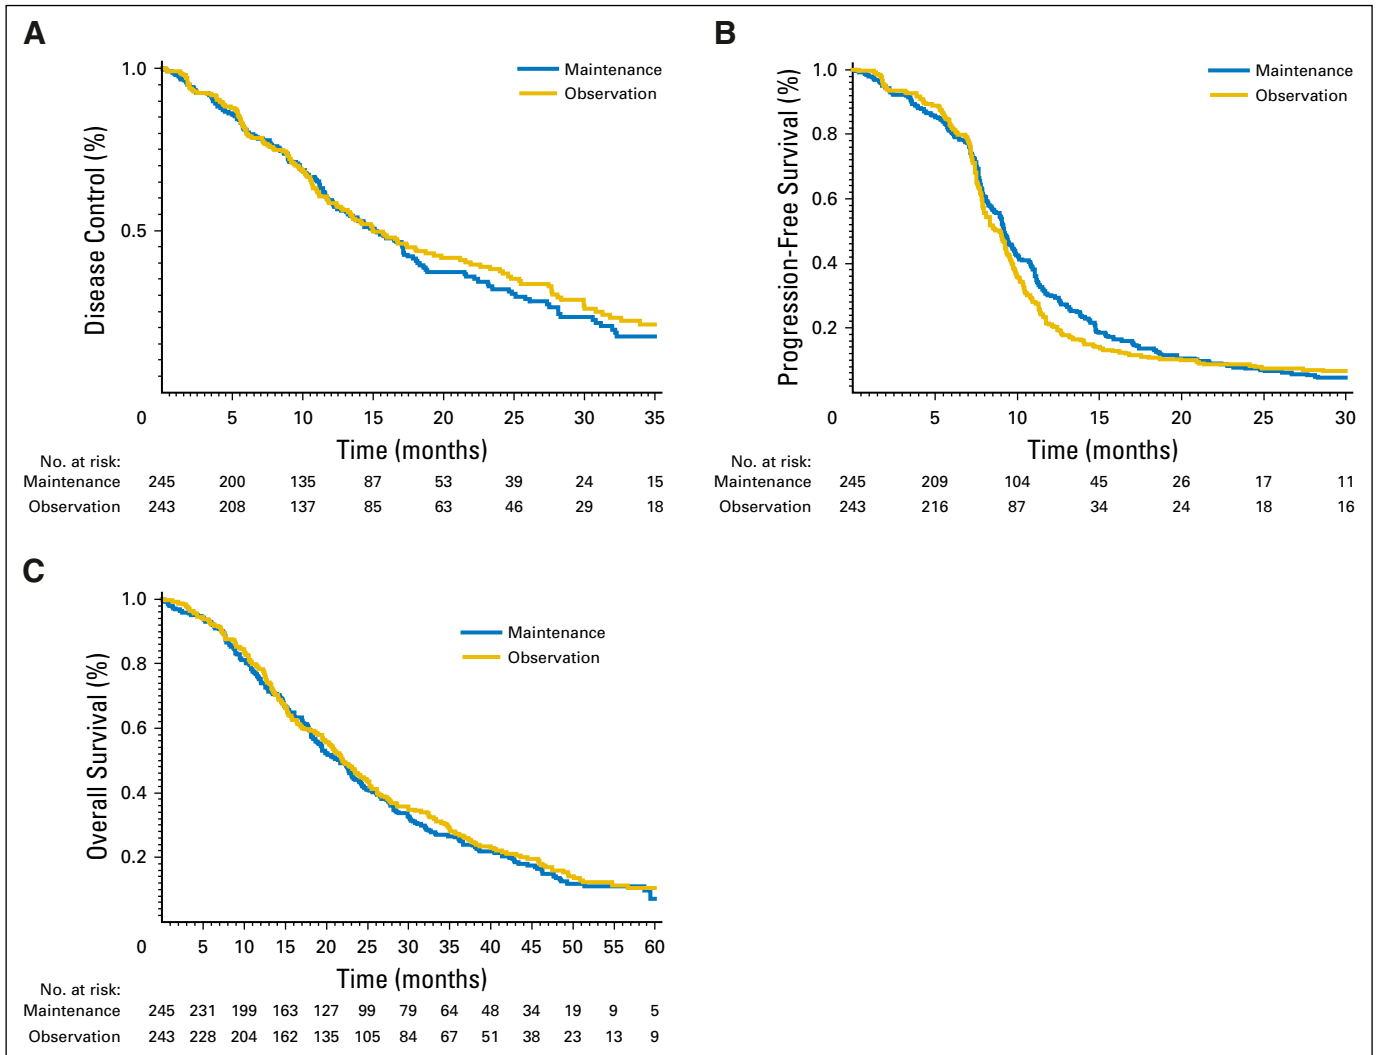 A
Maintenance
Observation
1.0
0.5
Disease Control (%)
0 5 10 15 20 25 30 35
Time (months)
No. at risk:
Maintenance 245 200 135 87 53 39 24 15
Observation 243 208 137 85 63 46 29 18
B
Maintenance
Observation
1.0
0.8
0.6
0.4
0.2
Progression-Free Survival (%)
0 5 10 15 20 25 30
Time (months)
No. at risk:
Maintenance 245 209 104 45 26 17 11
Observation 243 216 87 34 24 18 16
C
Maintenance
Observation
1.0
0.8
0.6
0.4
0.2
Overall Survival (%)
0 5 10 15 20 25 30 35 40 45 50 55 60
Time (months)
No. at risk:
Maintenance 245 231 199 163 127 99 79 64 48 34 19 9 5
Observation 243 228 204 162 135 105 84 67 51 38 23 13 9